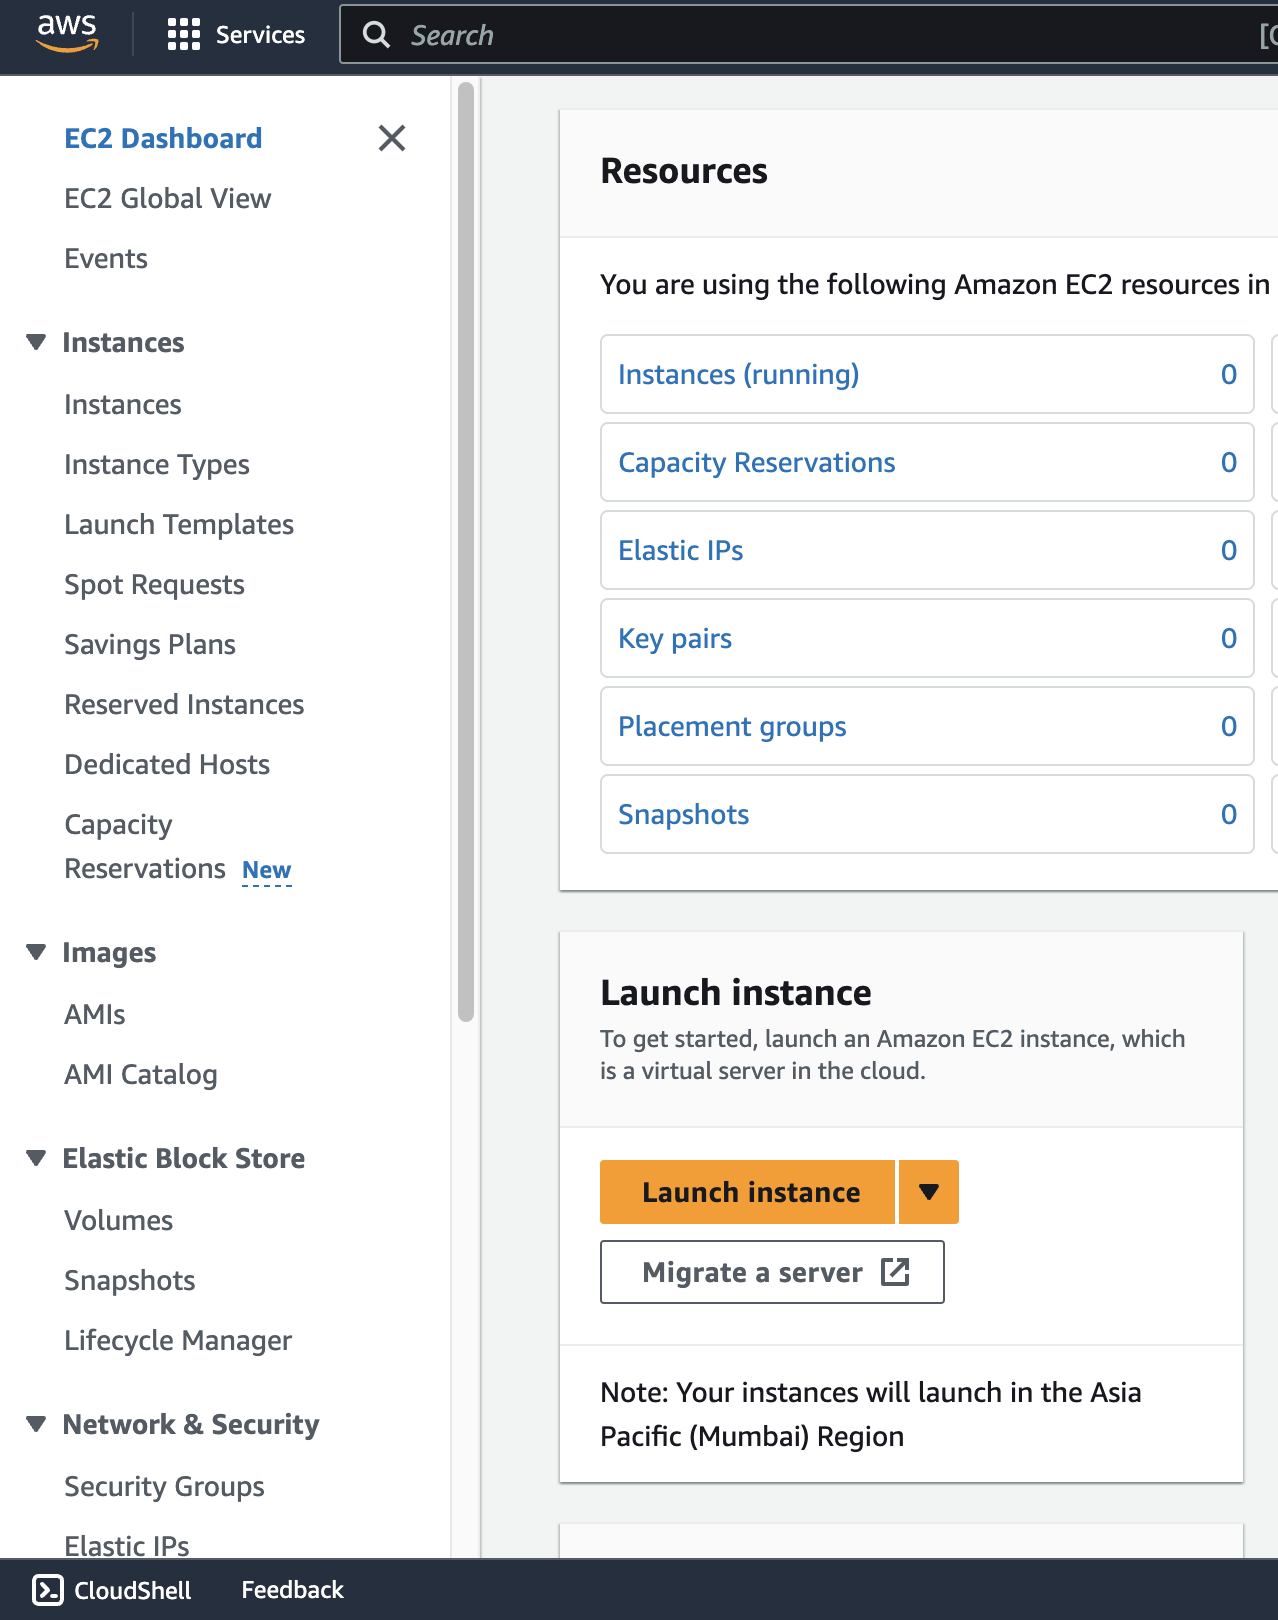 aws
Services
Search
EC2 Dashboard
EC2 Global View
Events
Instances
Instances
Instance Types
Launch Templates
Spot Requests
Savings Plans
Reserved Instances
Dedicated Hosts
Capacity
Reservations New
Images
AMIs
AMI Catalog
Elastic Block Store
Volumes
Snapshots
Lifecycle Manager
Network & Security
Security Groups
Elastic IPs
Resources
You are using the following Amazon EC2 resources in
Instances (running) 0
Capacity Reservations 0
Elastic IPs 0
Key pairs 0
Placement groups 0
Snapshots 0
Launch instance
To get started, launch an Amazon EC2 instance, which
is a virtual server in the cloud.
Launch instance
Migrate a server
Note: Your instances will launch in the Asia
Pacific (Mumbai) Region
CloudShell
Feedback